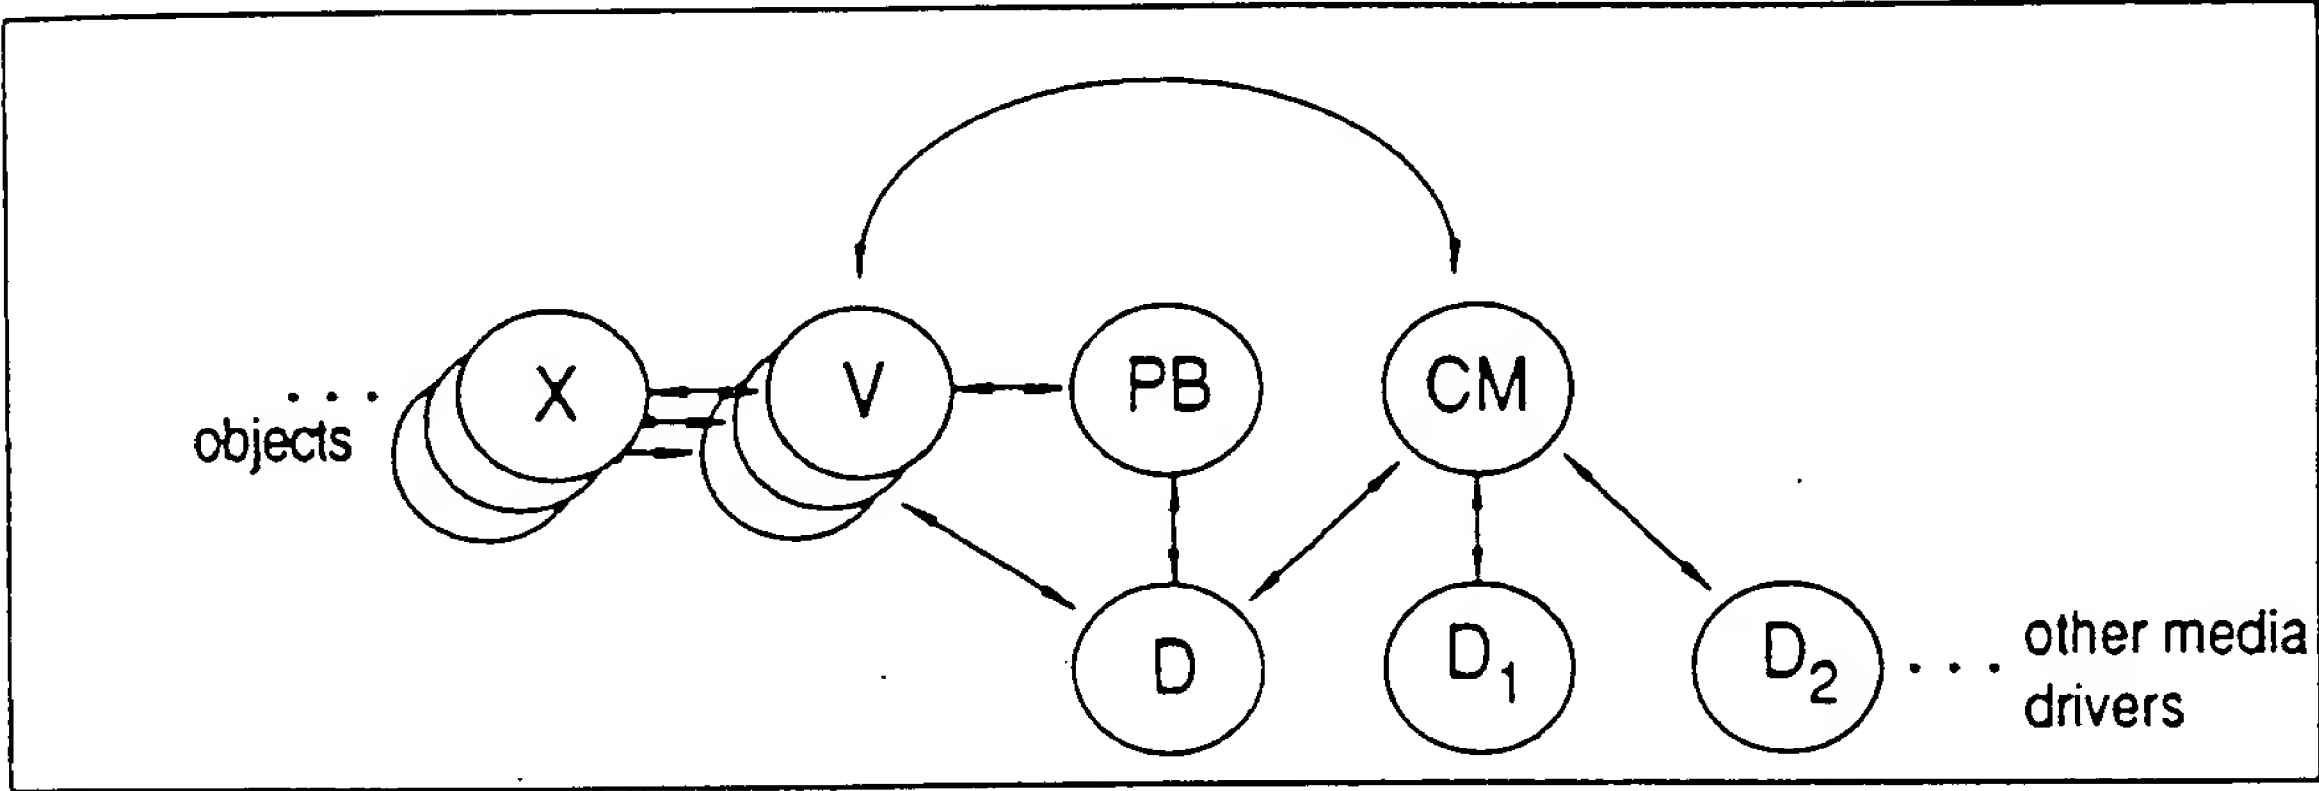 X V PB CM
. . .
objects
D D₁ D₂ . . . other media
drivers